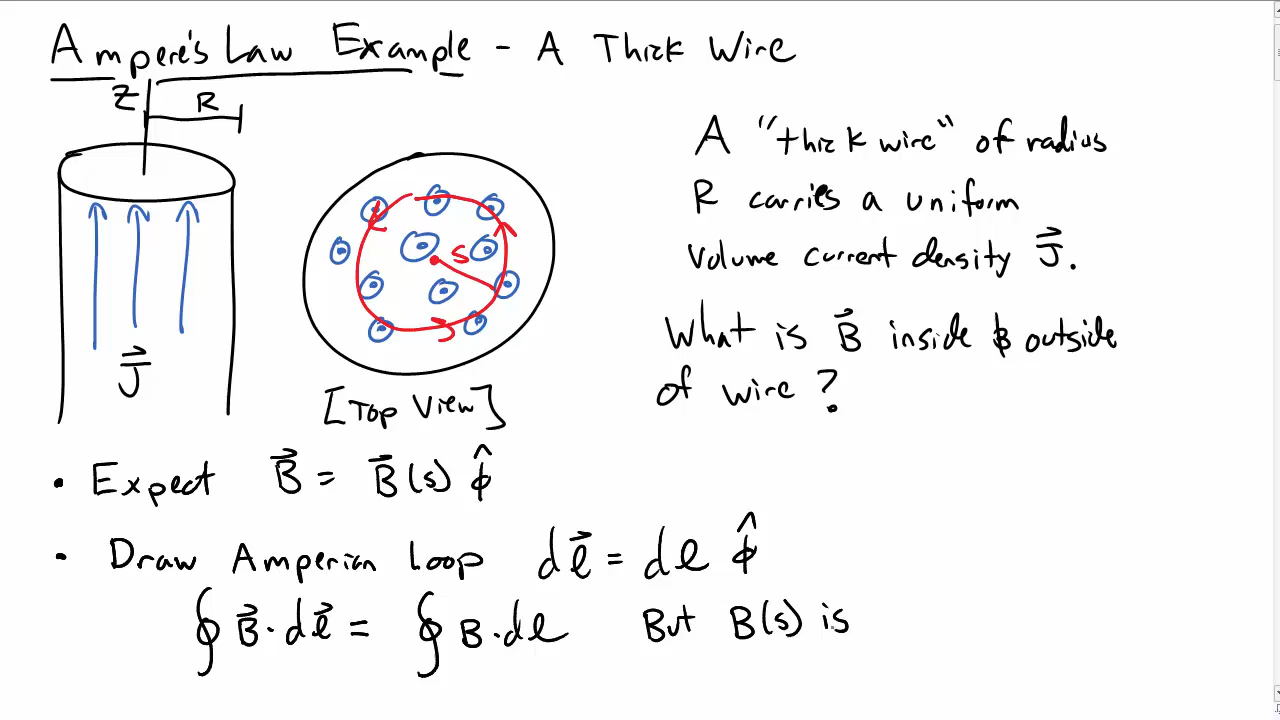 Ampere's Law Example - A Thick Wire
Z
R
A "thick wire" of radius
R carries a uniform
volume current density J⃗.
What is B⃗ inside & outside
of wire?
s
J⃗
[Top View]
• Expect B⃗ = B⃗(s) ϕ̂
• Draw Amperian Loop dℓ⃗ = dℓ ϕ̂
∮ B⃗ · dℓ⃗ = ∮ B · dℓ But B(s) is